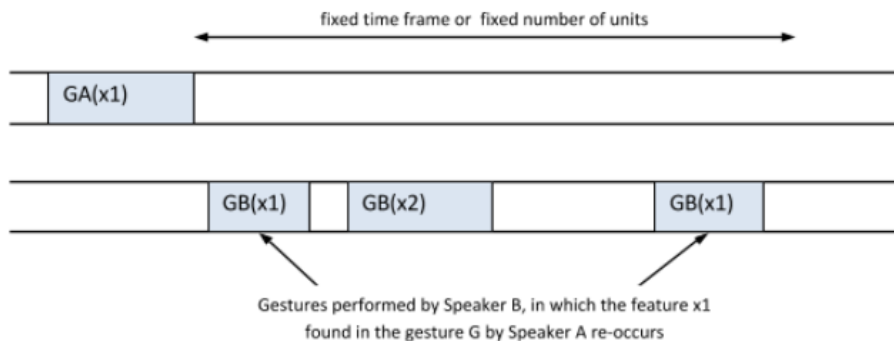 fixed time frame or fixed number of units
GA(x1)
GB(x1) GB(x2) GB(x1)
Gestures performed by Speaker B, in which the feature x1
found in the gesture G by Speaker A re-occurs